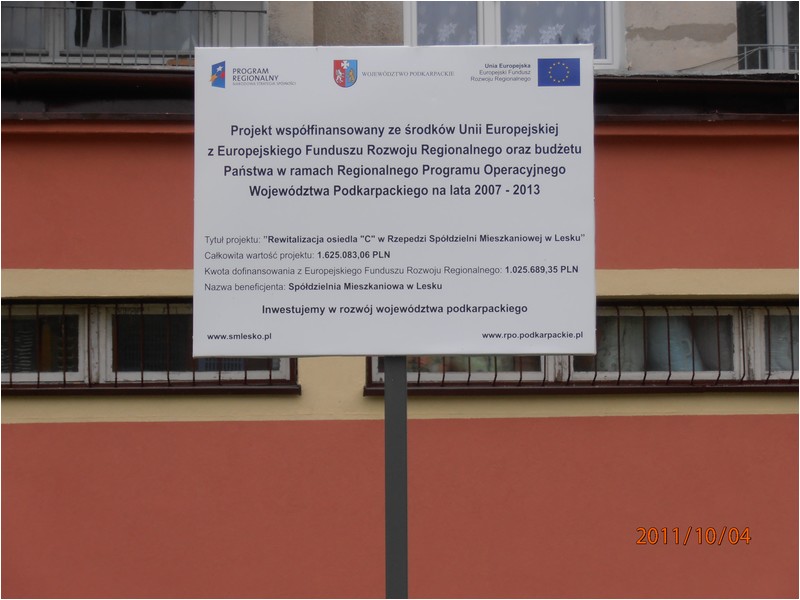 PROGRAM
REGIONALNY
NARODOWA STRATEGIA SPÓJNOŚCI
WOJEWÓDZTWO PODKARPACKIE
Unia Europejska
Europejski Fundusz
Rozwoju Regionalnego
Projekt współfinansowany ze środków Unii Europejskiej
z Europejskiego Funduszu Rozwoju Regionalnego oraz budżetu
Państwa w ramach Regionalnego Programu Operacyjnego
Województwa Podkarpackiego na lata 2007 - 2013
Tytuł projektu: "Rewitalizacja osiedla "C" w Rzepedzi Spółdzielni Mieszkaniowej w Lesku"
Całkowita wartość projektu: 1.625.083,06 PLN
Kwota dofinansowania z Europejskiego Funduszu Rozwoju Regionalnego: 1.025.689,35 PLN
Nazwa beneficjenta: Spółdzielnia Mieszkaniowa w Lesku
Inwestujemy w rozwój województwa podkarpackiego
www.smlesko.pl
www.rpo.podkarpackie.pl
2011/10/04